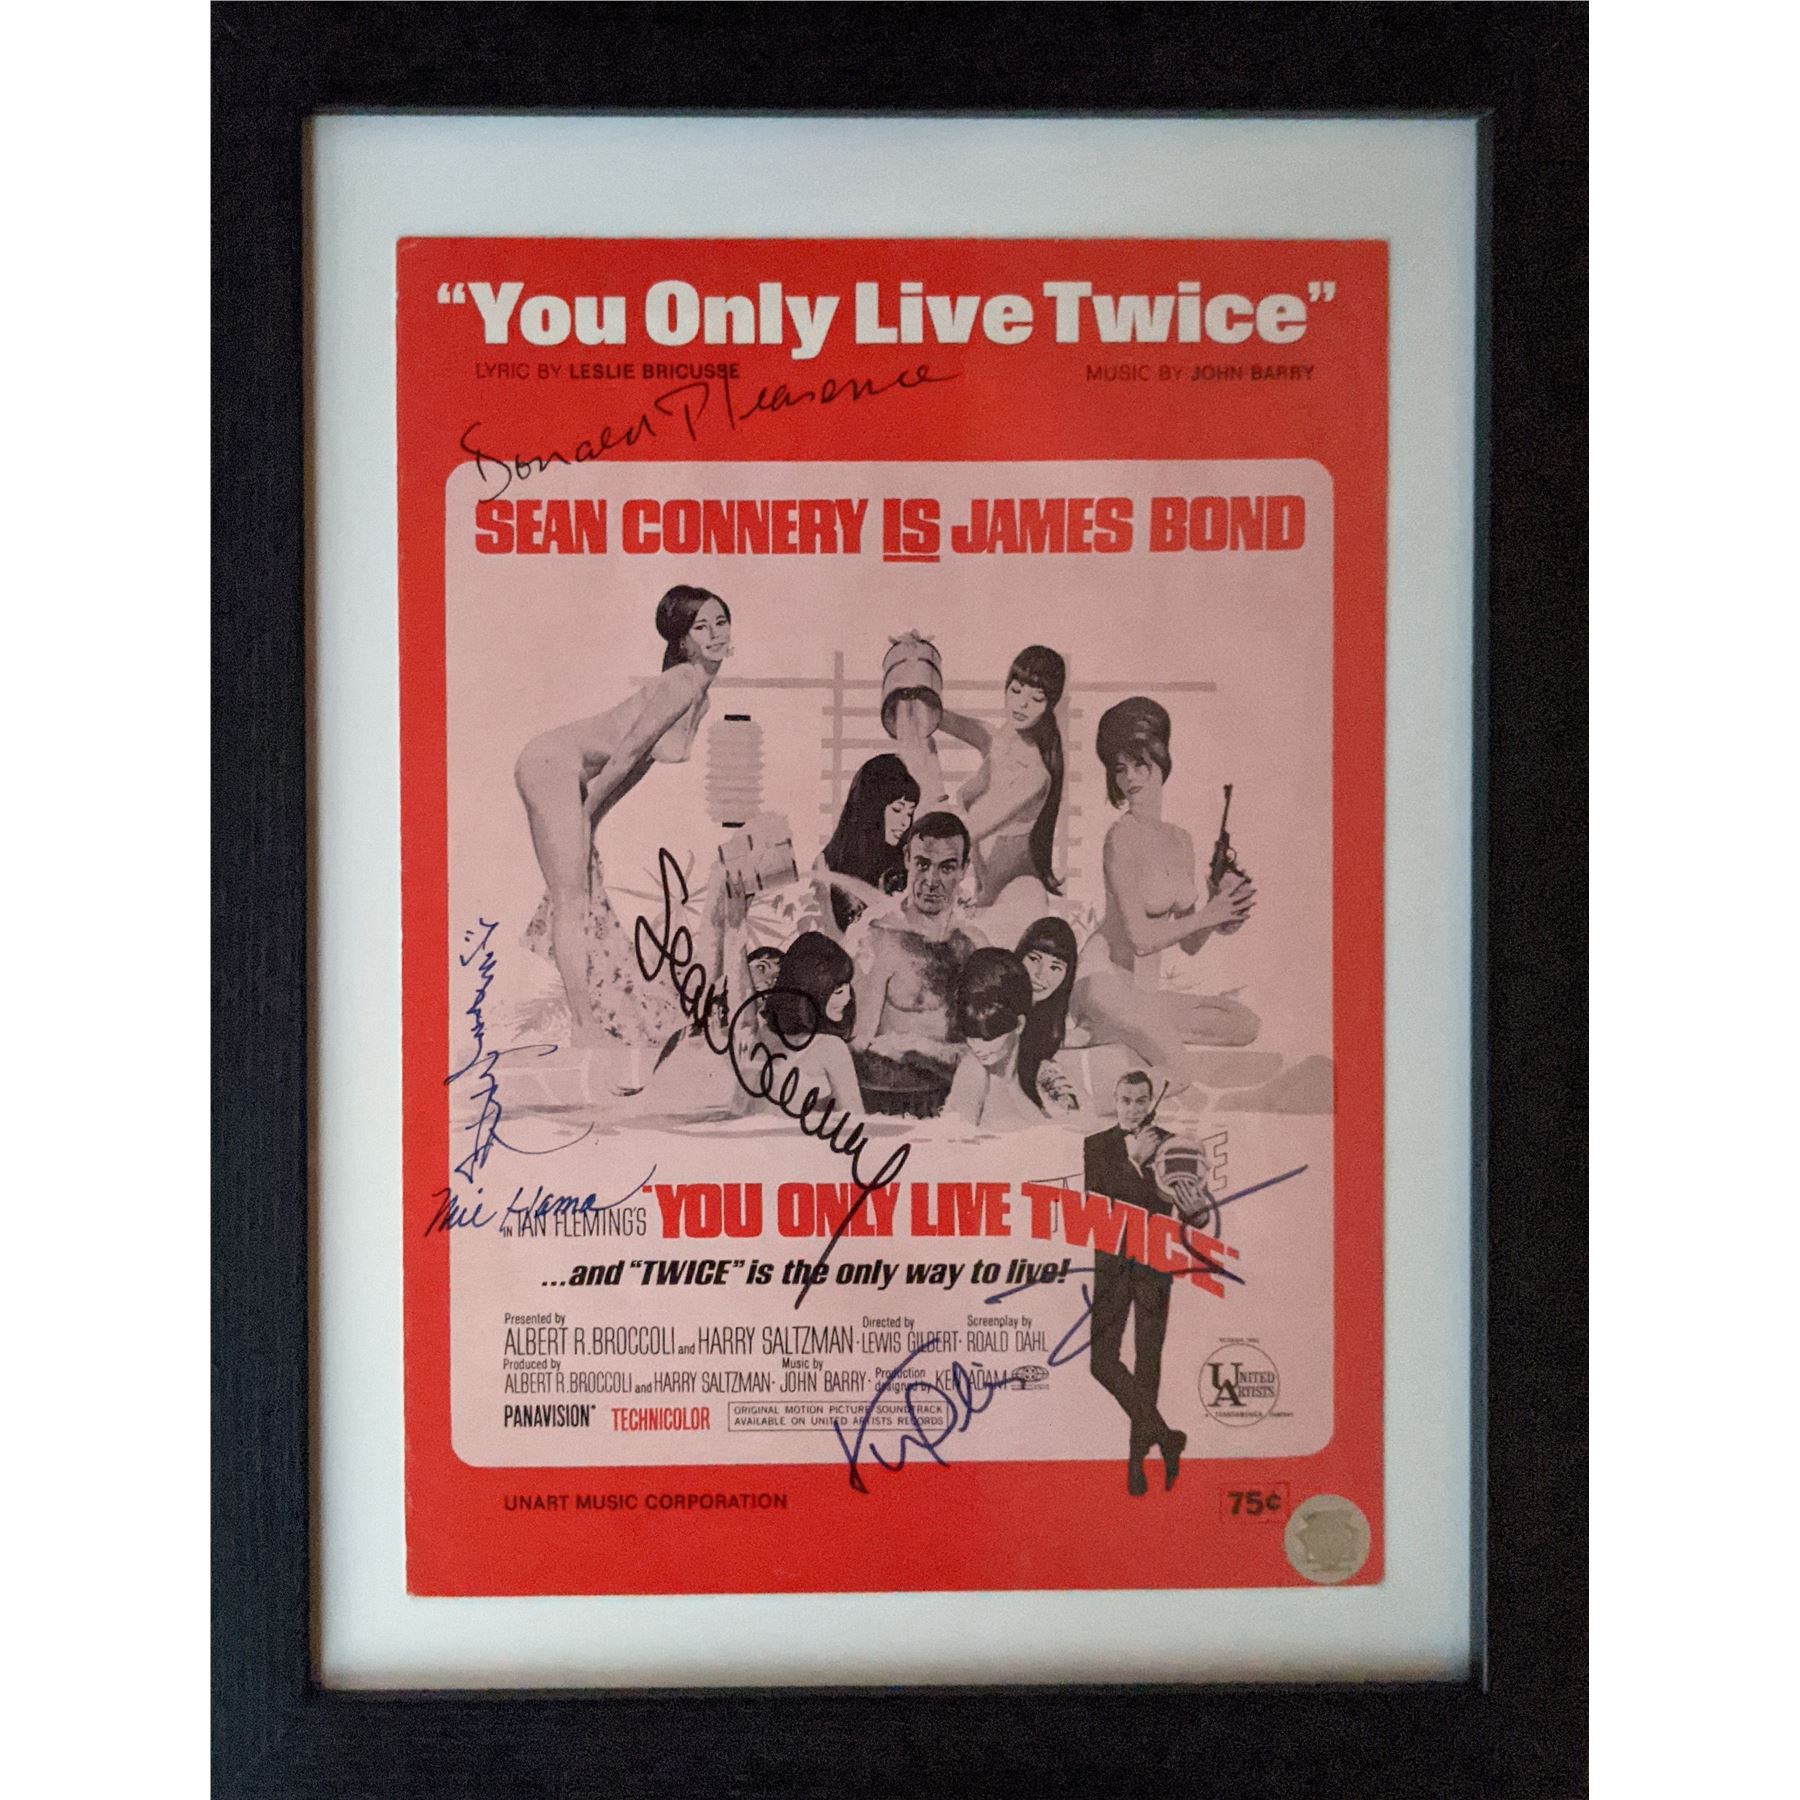 “You Only Live Twice”
LYRIC BY LESLIE BRICUSSE
MUSIC BY JOHN BARRY
Donald Pleasence
SEAN CONNERY IS JAMES BOND
Sean Connery
Mie Hama
IN IAN FLEMING'S "YOU ONLY LIVE TWICE"
...and "TWICE" is the only way to live!
Presented by
ALBERT R. BROCCOLI and HARRY SALTZMAN · Directed by LEWIS GILBERT · Screenplay by ROALD DAHL
Produced by
ALBERT R. BROCCOLI and HARRY SALTZMAN · Music by JOHN BARRY · Production designed by KEN ADAM
PANAVISION® TECHNICOLOR
ORIGINAL MOTION PICTURE SOUNDTRACK
AVAILABLE ON UNITED ARTISTS RECORDS
UNITED ARTISTS
Karin Dor
UNART MUSIC CORPORATION
75¢